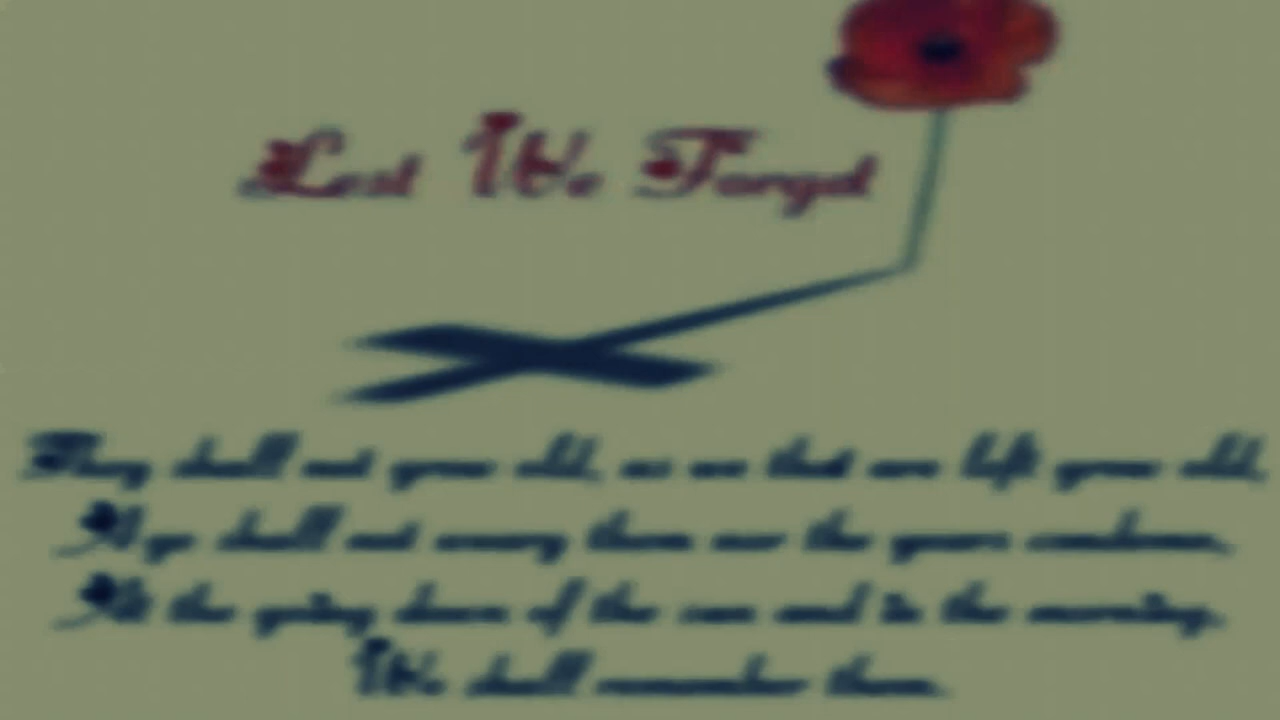 Lest We Forget
They shall not grow old, as we that are left grow old,
Age shall not weary them nor the years condemn.
At the going down of the sun and in the morning,
We shall remember them.